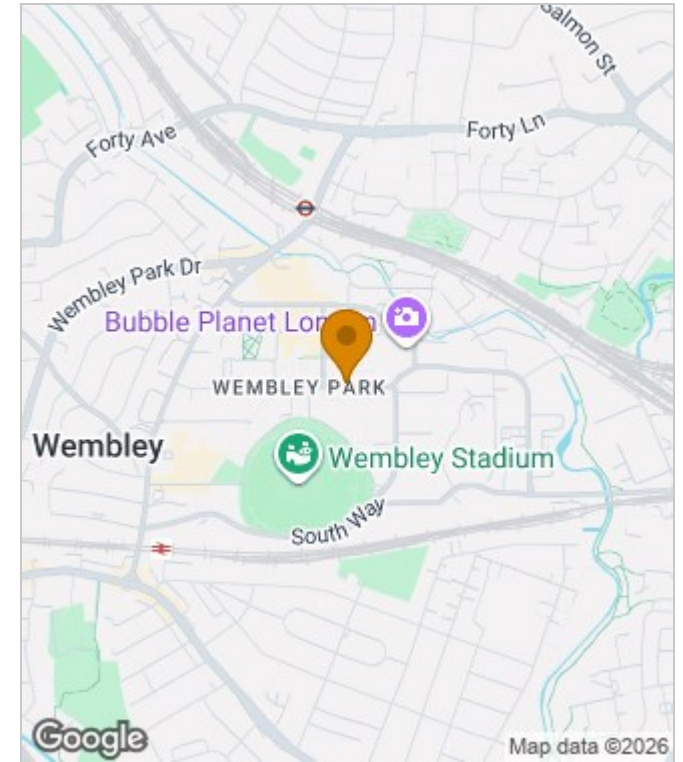 Salmon St
Forty Ave
Forty Ln
Wembley Park Dr
Bubble Planet
WEMBLEY PARK
Wembley
Wembley Stadium
South Way
Google
Map data ©2026